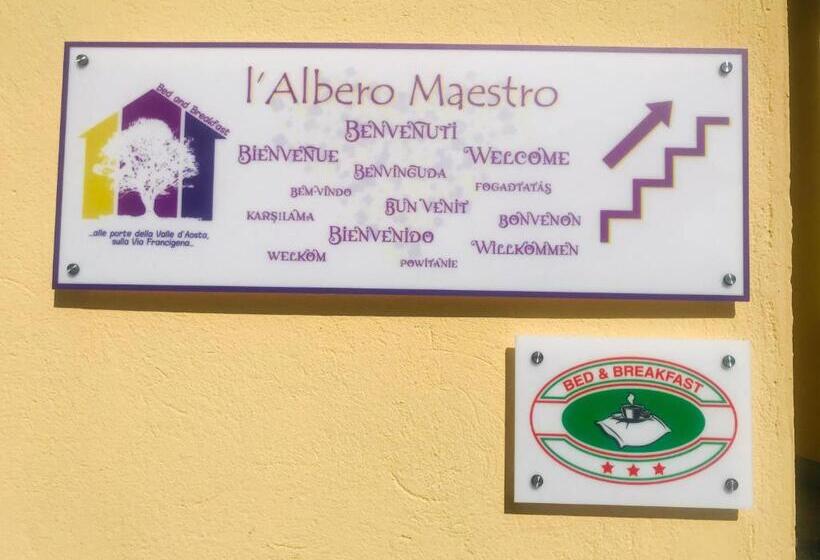 l'Albero Maestro
Bed and Breakfast
BENVENUTI
BIENVENUE
WELCOME
BENVINGUDA
BEM-VINDO
FOGADTATÁS
BUN VENIT
KARŞILAMA
BONVENON
BIENVENIDO
WILLKOMMEN
WELKOM
POWITANIE
...alle porte della Valle d'Aosta,
sulla Via Francigena...
BED & BREAKFAST